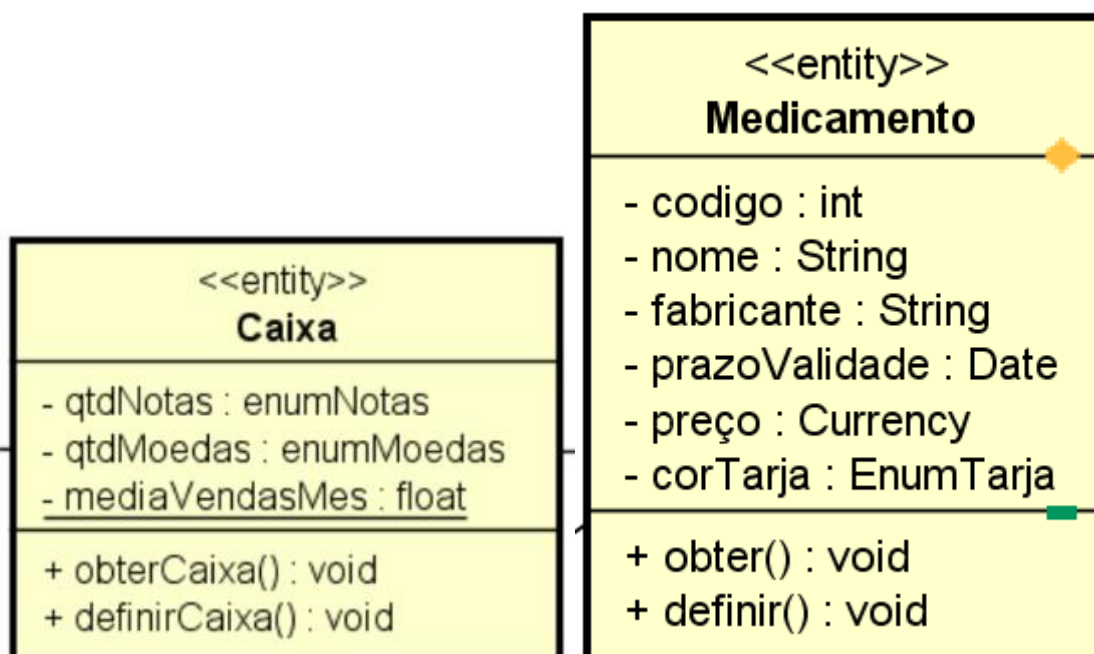 <<entity>>
Caixa
- qtdNotas : enumNotas
- qtdMoedas : enumMoedas
- mediaVendasMes : float
+ obterCaixa() : void
+ definirCaixa() : void
<<entity>>
Medicamento
- codigo : int
- nome : String
- fabricante : String
- prazoValidade : Date
- preço : Currency
- corTarja : EnumTarja
+ obter() : void
+ definir() : void